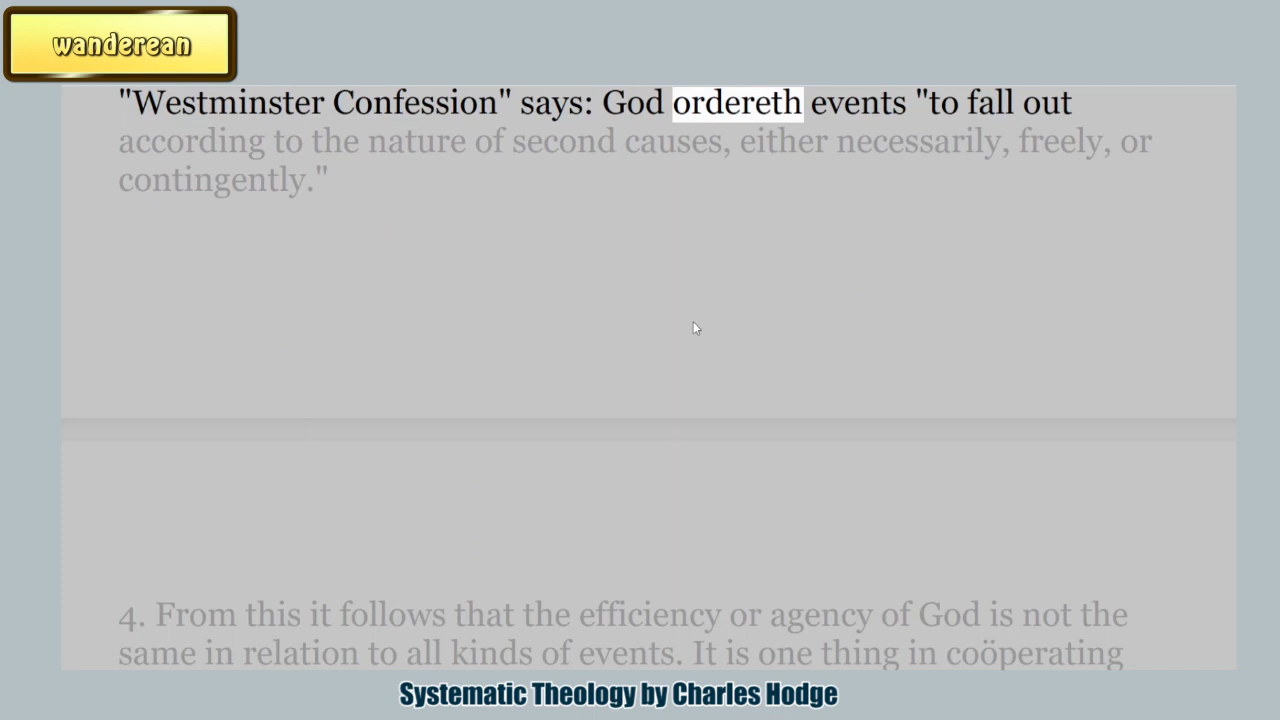 wanderean
"Westminster Confession" says: God ordereth events "to fall out
according to the nature of second causes, either necessarily, freely, or
contingently."
4. From this it follows that the efficiency or agency of God is not the
same in relation to all kinds of events. It is one thing in coöperating
Systematic Theology by Charles Hodge